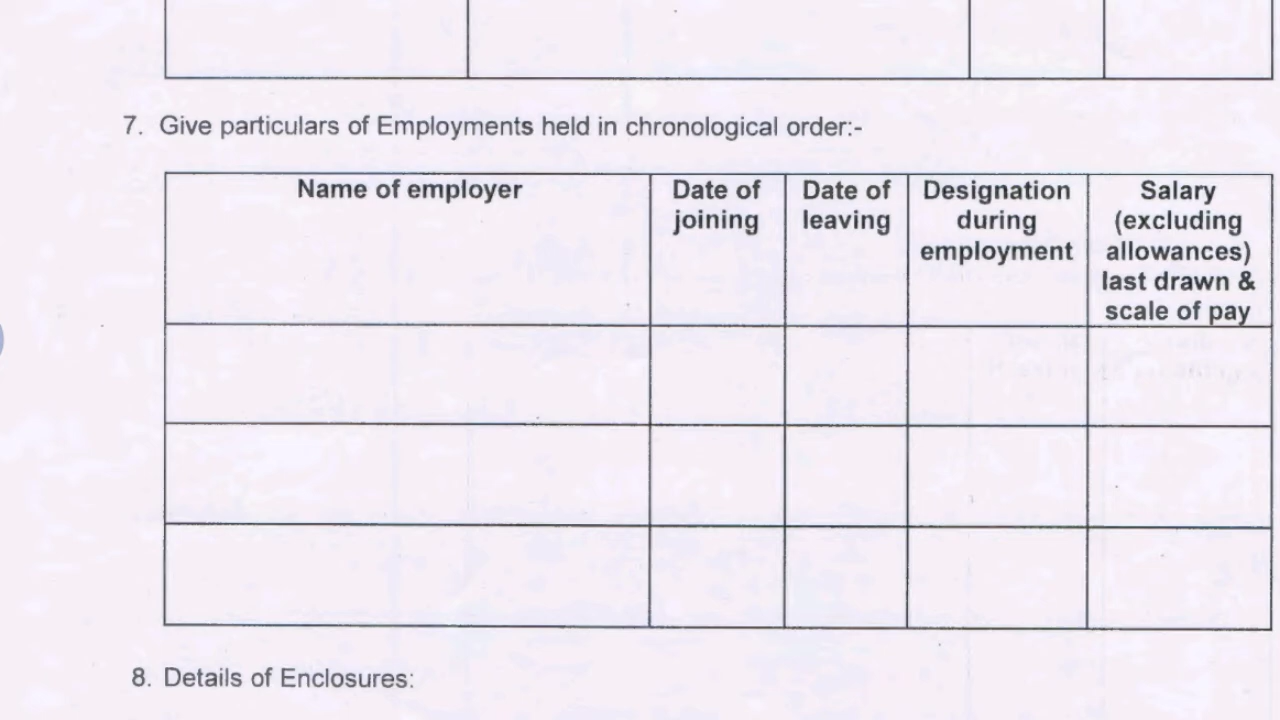 7. Give particulars of Employments held in chronological order:-
Name of employer
Date of joining
Date of leaving
Designation during employment
Salary (excluding allowances) last drawn & scale of pay
8. Details of Enclosures: